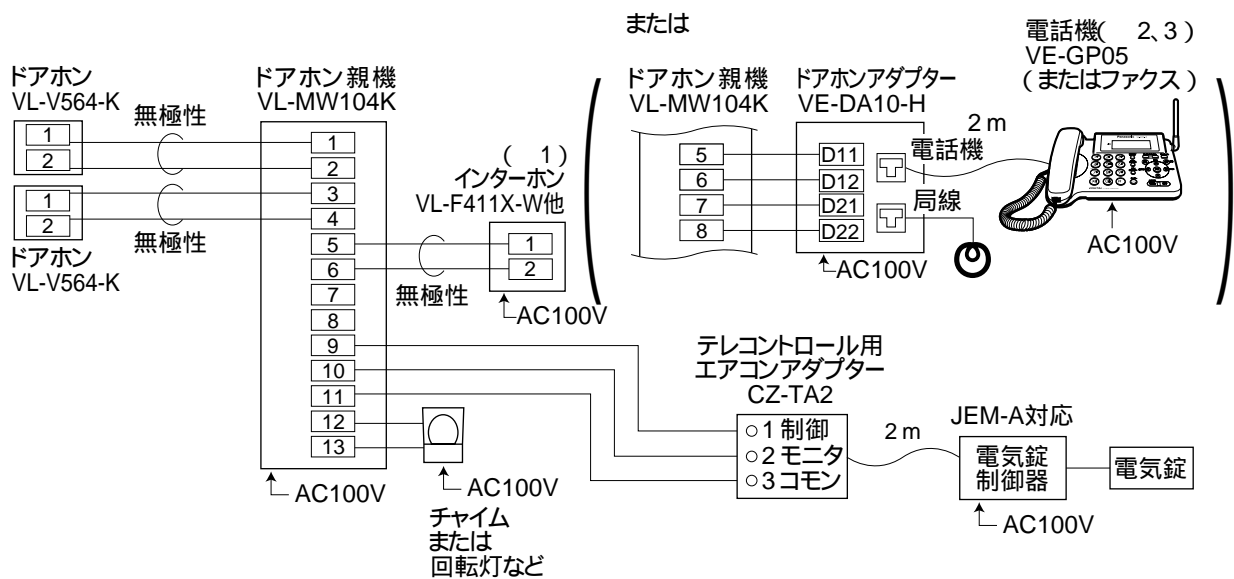 または
電話機( 2、3)
VE-GP05
(またはファクス)
ドアホン
VL-V564-K
1
2
1
2
ドアホン
VL-V564-K
無極性
無極性
ドアホン親機
VL-MW104K
1
2
3
4
5
6
7
8
9
10
11
12
13
AC100V
( 1)
インターホン
VL-F411X-W他
1
2
無極性
AC100V
ドアホン親機
VL-MW104K
5
6
7
8
ドアホンアダプター
VE-DA10-H
D11
D12
D21
D22
AC100V
2m
電話機
局線
AC100V
AC100V
チャイム
または
回転灯など
テレコントロール用
エアコンアダプター
CZ-TA2
1 制御
2 モニタ
3 コモン
2m
JEM-A対応
電気錠
制御器
AC100V
電気錠